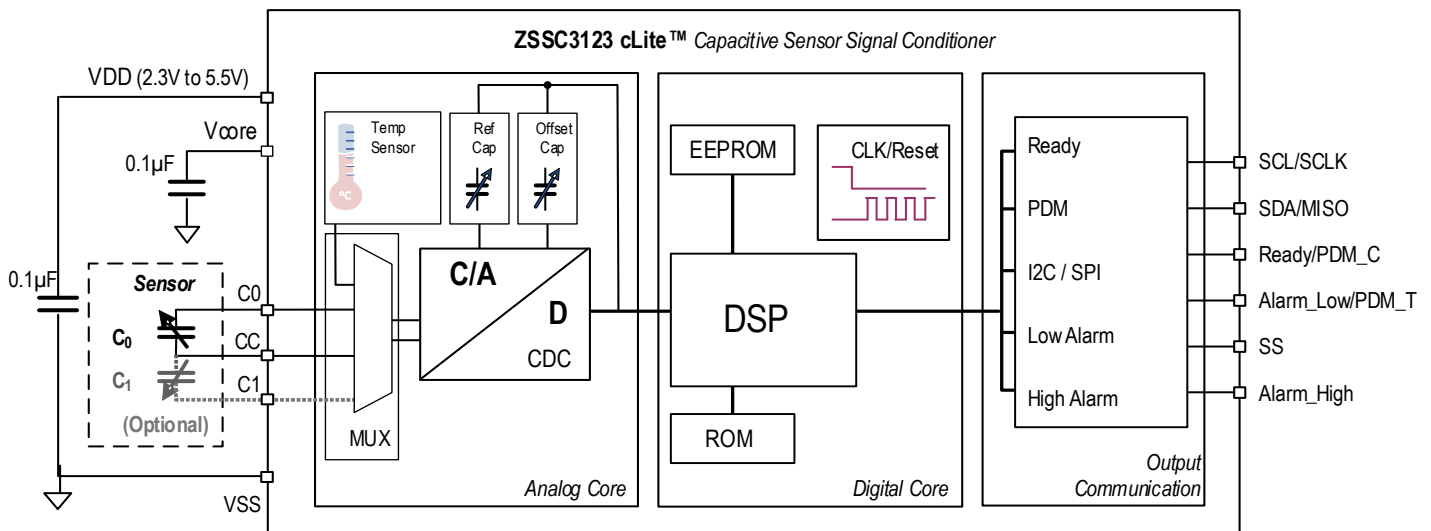 ZSSC3123 cLite™ Capacitive Sensor Signal Conditioner
VDD (2.3V to 5.5V)
Vcore
0.1µF
0.1µF
Sensor
C0
C0
CC
C1
C1
(Optional)
VSS
Temp
Sensor
°C
Ref
Cap
Offset
Cap
MUX
C/A
D
CDC
Analog Core
EEPROM
CLK/Reset
DSP
ROM
Digital Core
Ready
PDM
I2C / SPI
Low Alarm
High Alarm
Output
Communication
SCL/SCLK
SDA/MISO
Ready/PDM_C
Alarm_Low/PDM_T
SS
Alarm_High